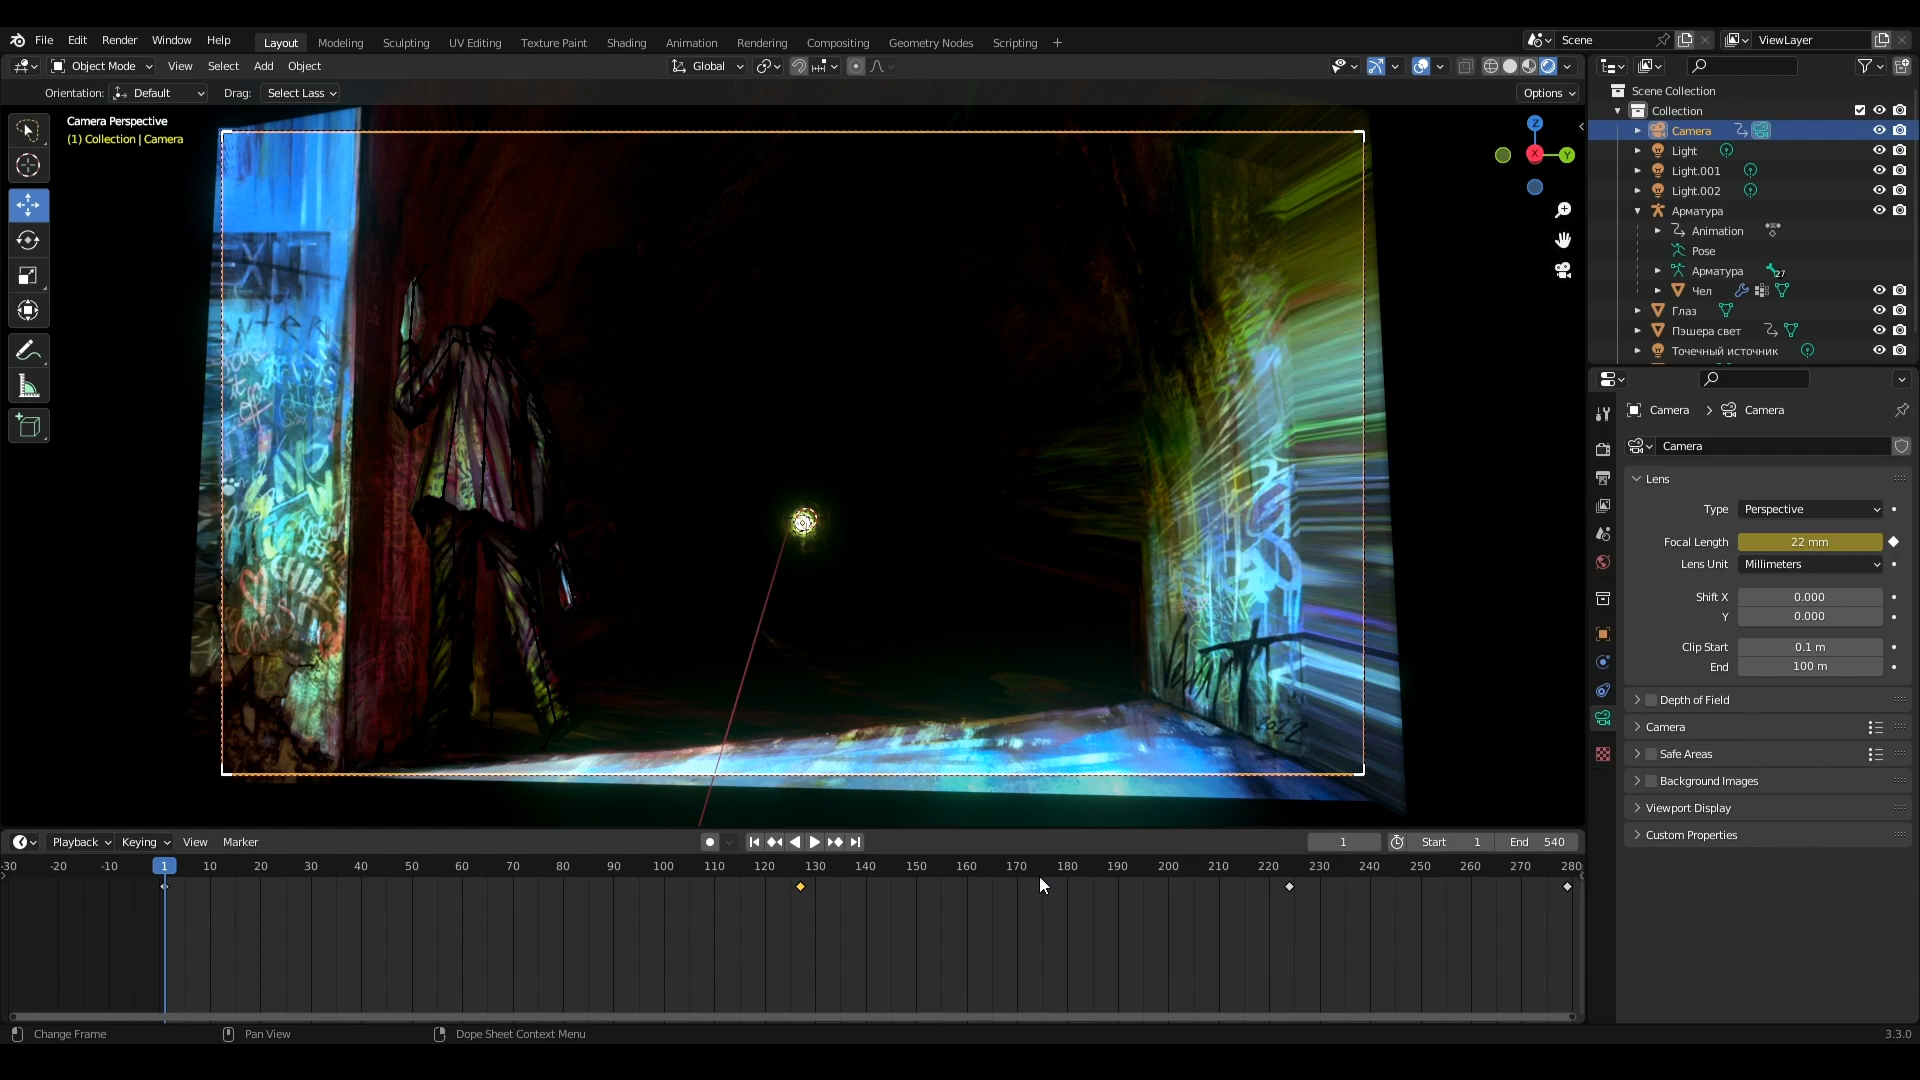 File Edit Render Window Help Layout Modeling Sculpting UV Editing Texture Paint Shading Animation Rendering Compositing Geometry Nodes Scripting + Scene ViewLayer
Object Mode View Select Add Object Global
Orientation: Default Drag: Select Lass Options
Camera Perspective
(1) Collection | Camera
Z
X Y
EXIT
2022
Scene Collection
Collection
Camera
Light
Light.001
Light.002
Арматура
Animation
Pose
Арматура 27
Чел
Глаз
Пэшера свет
Точечный источник
Camera > Camera
Camera
Lens
Type Perspective
Focal Length 22 mm
Lens Unit Millimeters
Shift X 0.000
Y 0.000
Clip Start 0.1 m
End 100 m
Depth of Field
Camera
Safe Areas
Background Images
Viewport Display
Custom Properties
Playback Keying View Marker 1 Start 1 End 540
-30 -20 -10 1 10 20 30 40 50 60 70 80 90 100 110 120 130 140 150 160 170 180 190 200 210 220 230 240 250 260 270 280
Change Frame Pan View Dope Sheet Context Menu 3.3.0